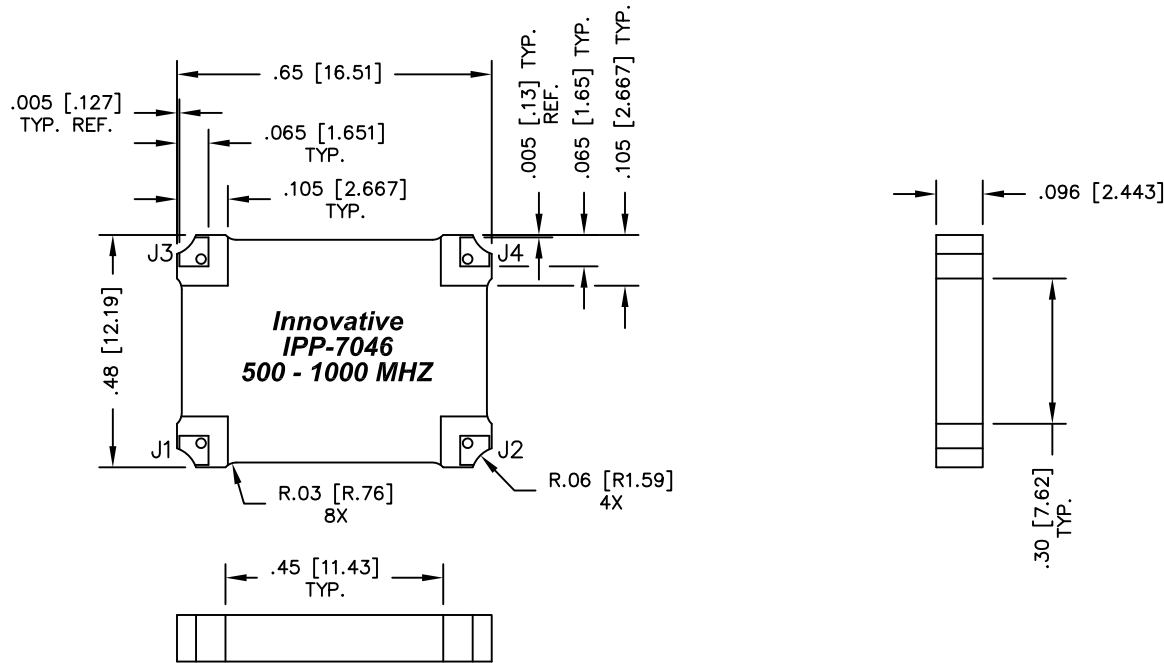 .65 [16.51]
.005 [.127]
TYP. REF.
.065 [1.651]
TYP.
.105 [2.667]
TYP.
.005 [.13] TYP.
REF.
.065 [1.65] TYP.
.105 [2.667] TYP.
.096 [2.443]
J3
J4
.48 [12.19]
Innovative
IPP-7046
500 - 1000 MHZ
J1
J2
R.03 [R.76]
8X
R.06 [R1.59]
4X
.30 [7.62]
TYP.
.45 [11.43]
TYP.